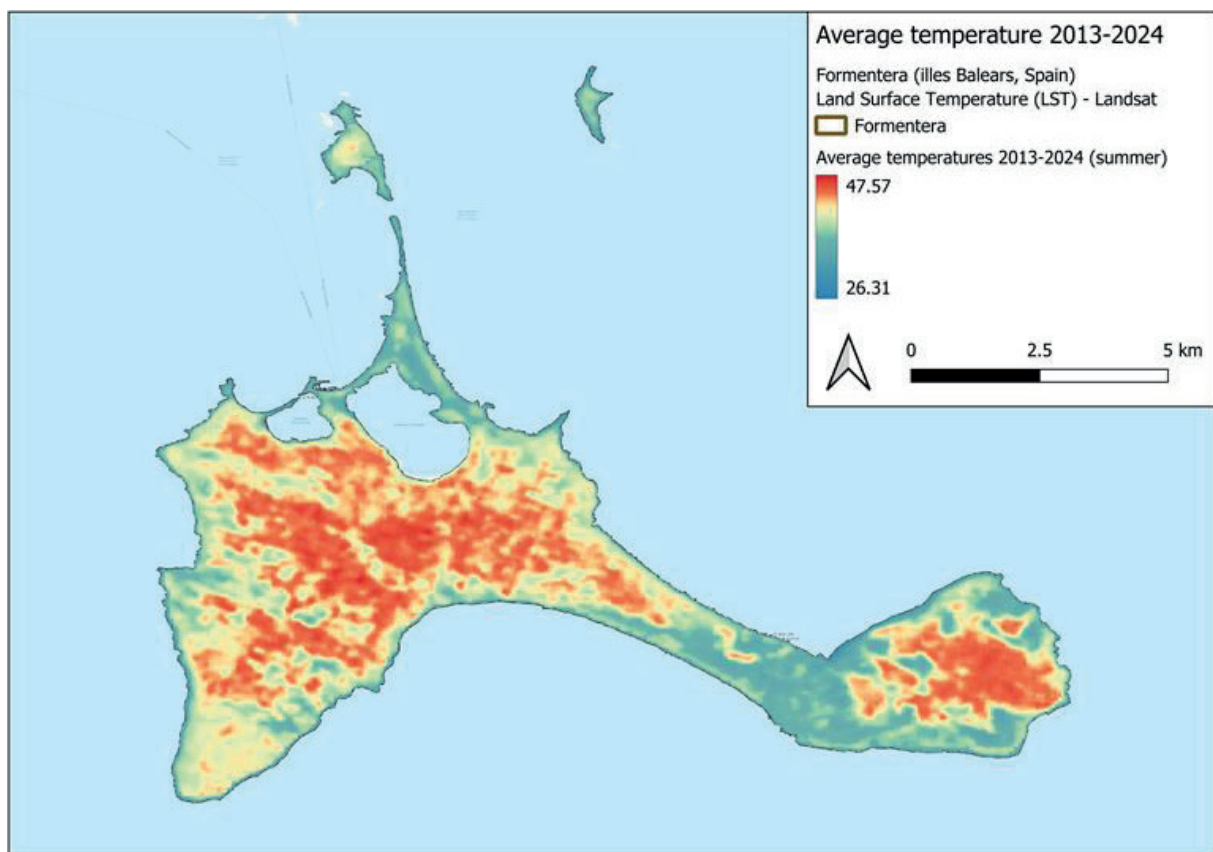 Average temperature 2013-2024
Formentera (illes Balears, Spain)
Land Surface Temperature (LST) - Landsat
Formentera
Average temperatures 2013-2024 (summer)
47.57
26.31
0 2.5 5 km